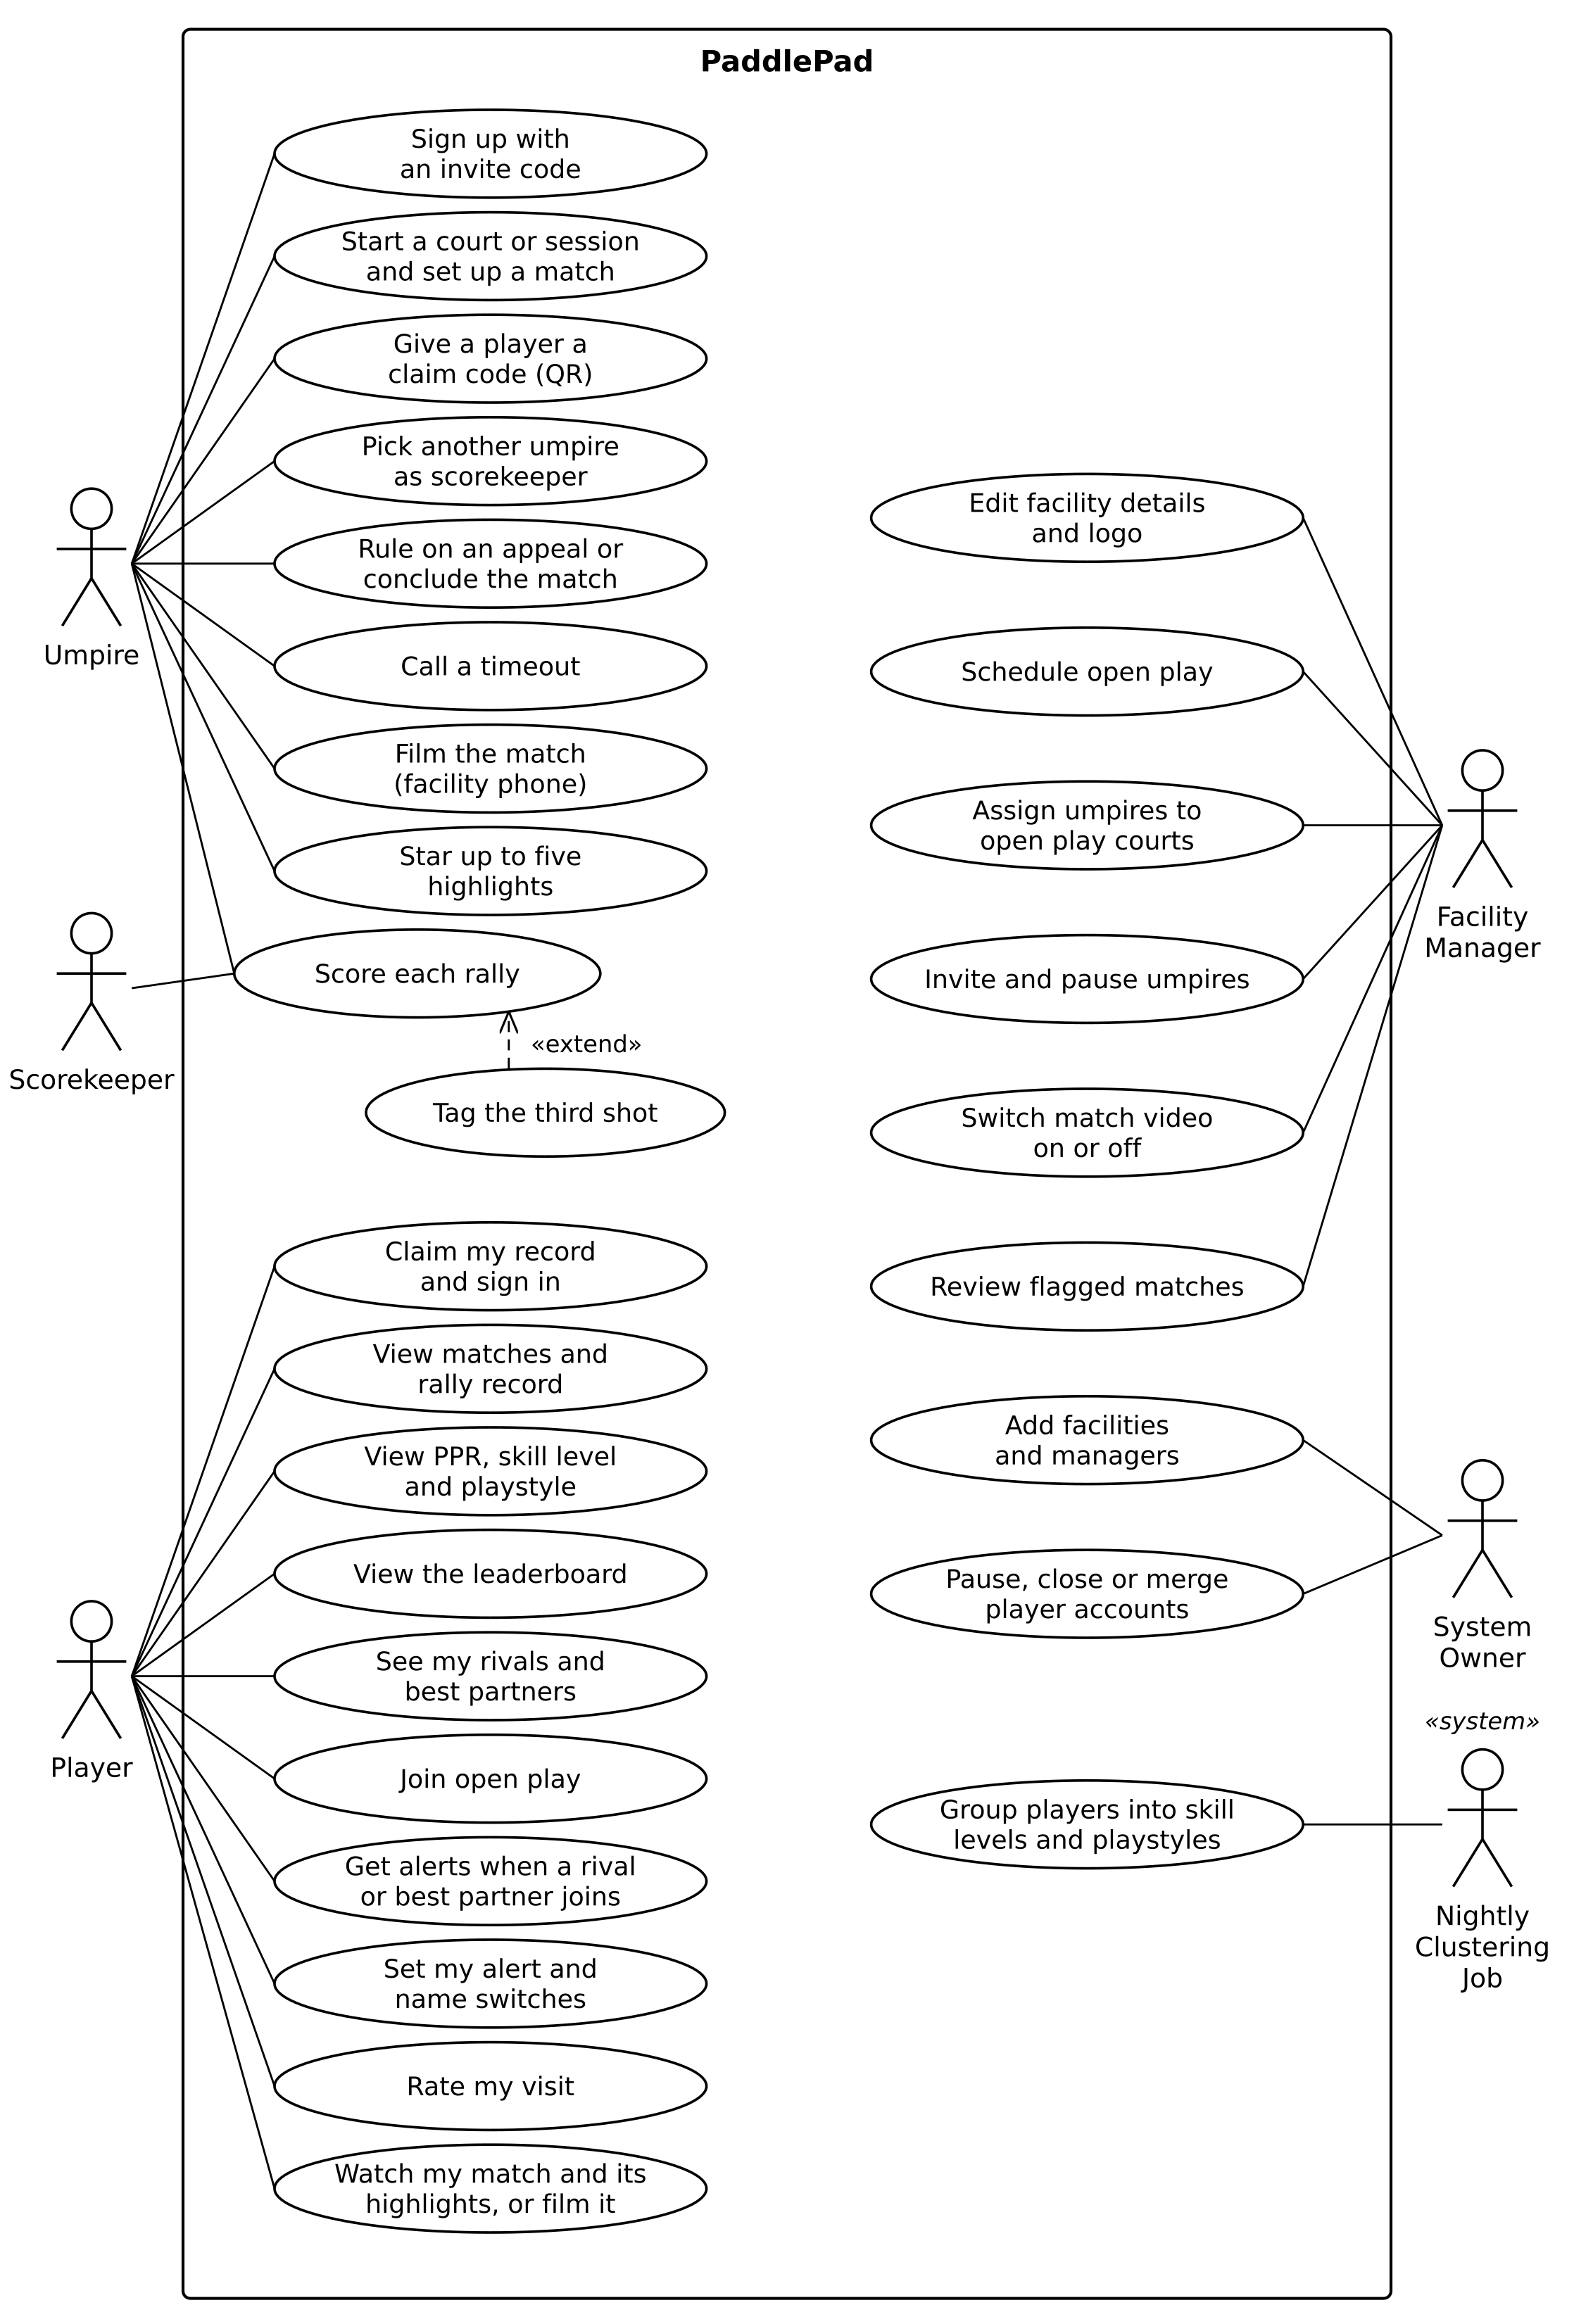 PaddlePad
Sign up with
an invite code
Start a court or session
and set up a match
Give a player a
claim code (QR)
Pick another umpire
as scorekeeper
Rule on an appeal or
conclude the match
Call a timeout
Film the match
(facility phone)
Star up to five
highlights
Score each rally
«extend»
Tag the third shot
Umpire
Scorekeeper
Claim my record
and sign in
View matches and
rally record
View PPR, skill level
and playstyle
View the leaderboard
See my rivals and
best partners
Join open play
Get alerts when a rival
or best partner joins
Set my alert and
name switches
Rate my visit
Watch my match and its
highlights, or film it
Player
Edit facility details
and logo
Schedule open play
Assign umpires to
open play courts
Invite and pause umpires
Switch match video
on or off
Review flagged matches
Facility
Manager
Add facilities
and managers
Pause, close or merge
player accounts
System
Owner
«system»
Group players into skill
levels and playstyles
Nightly
Clustering
Job